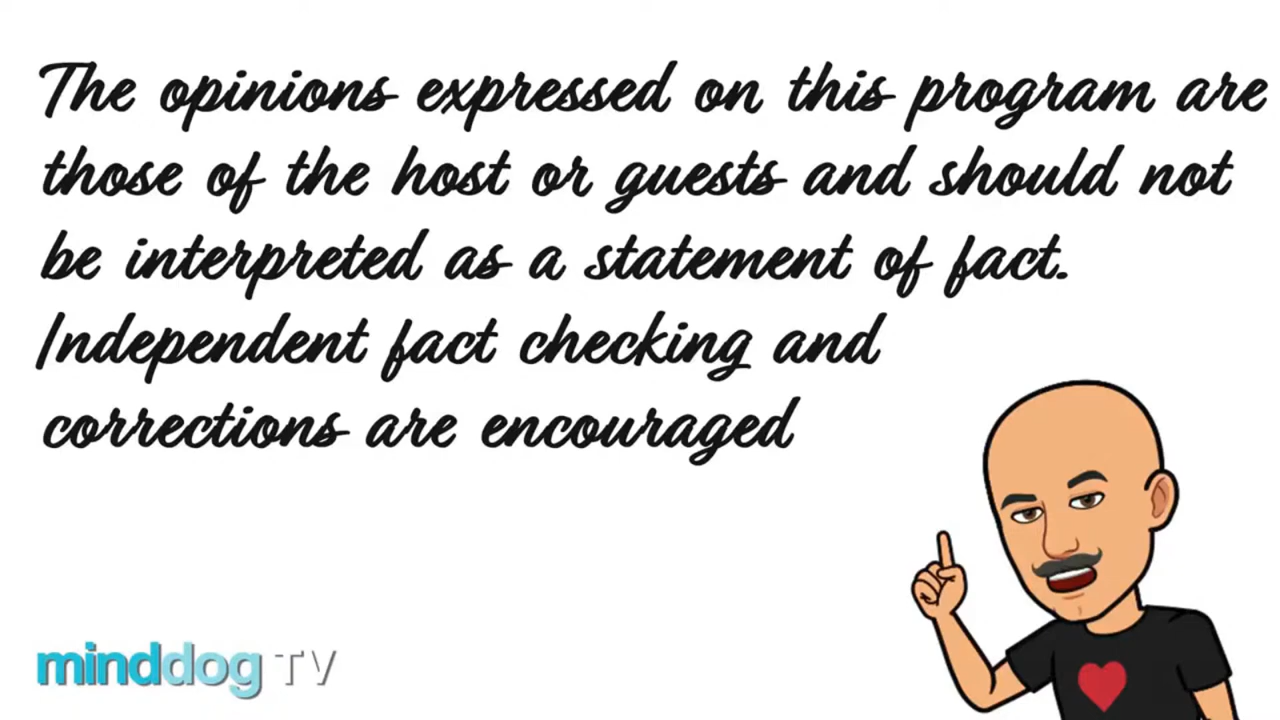 The opinions expressed on this program are
those of the host or guests and should not
be interpreted as a statement of fact.
Independent fact checking and
corrections are encouraged
minddog TV